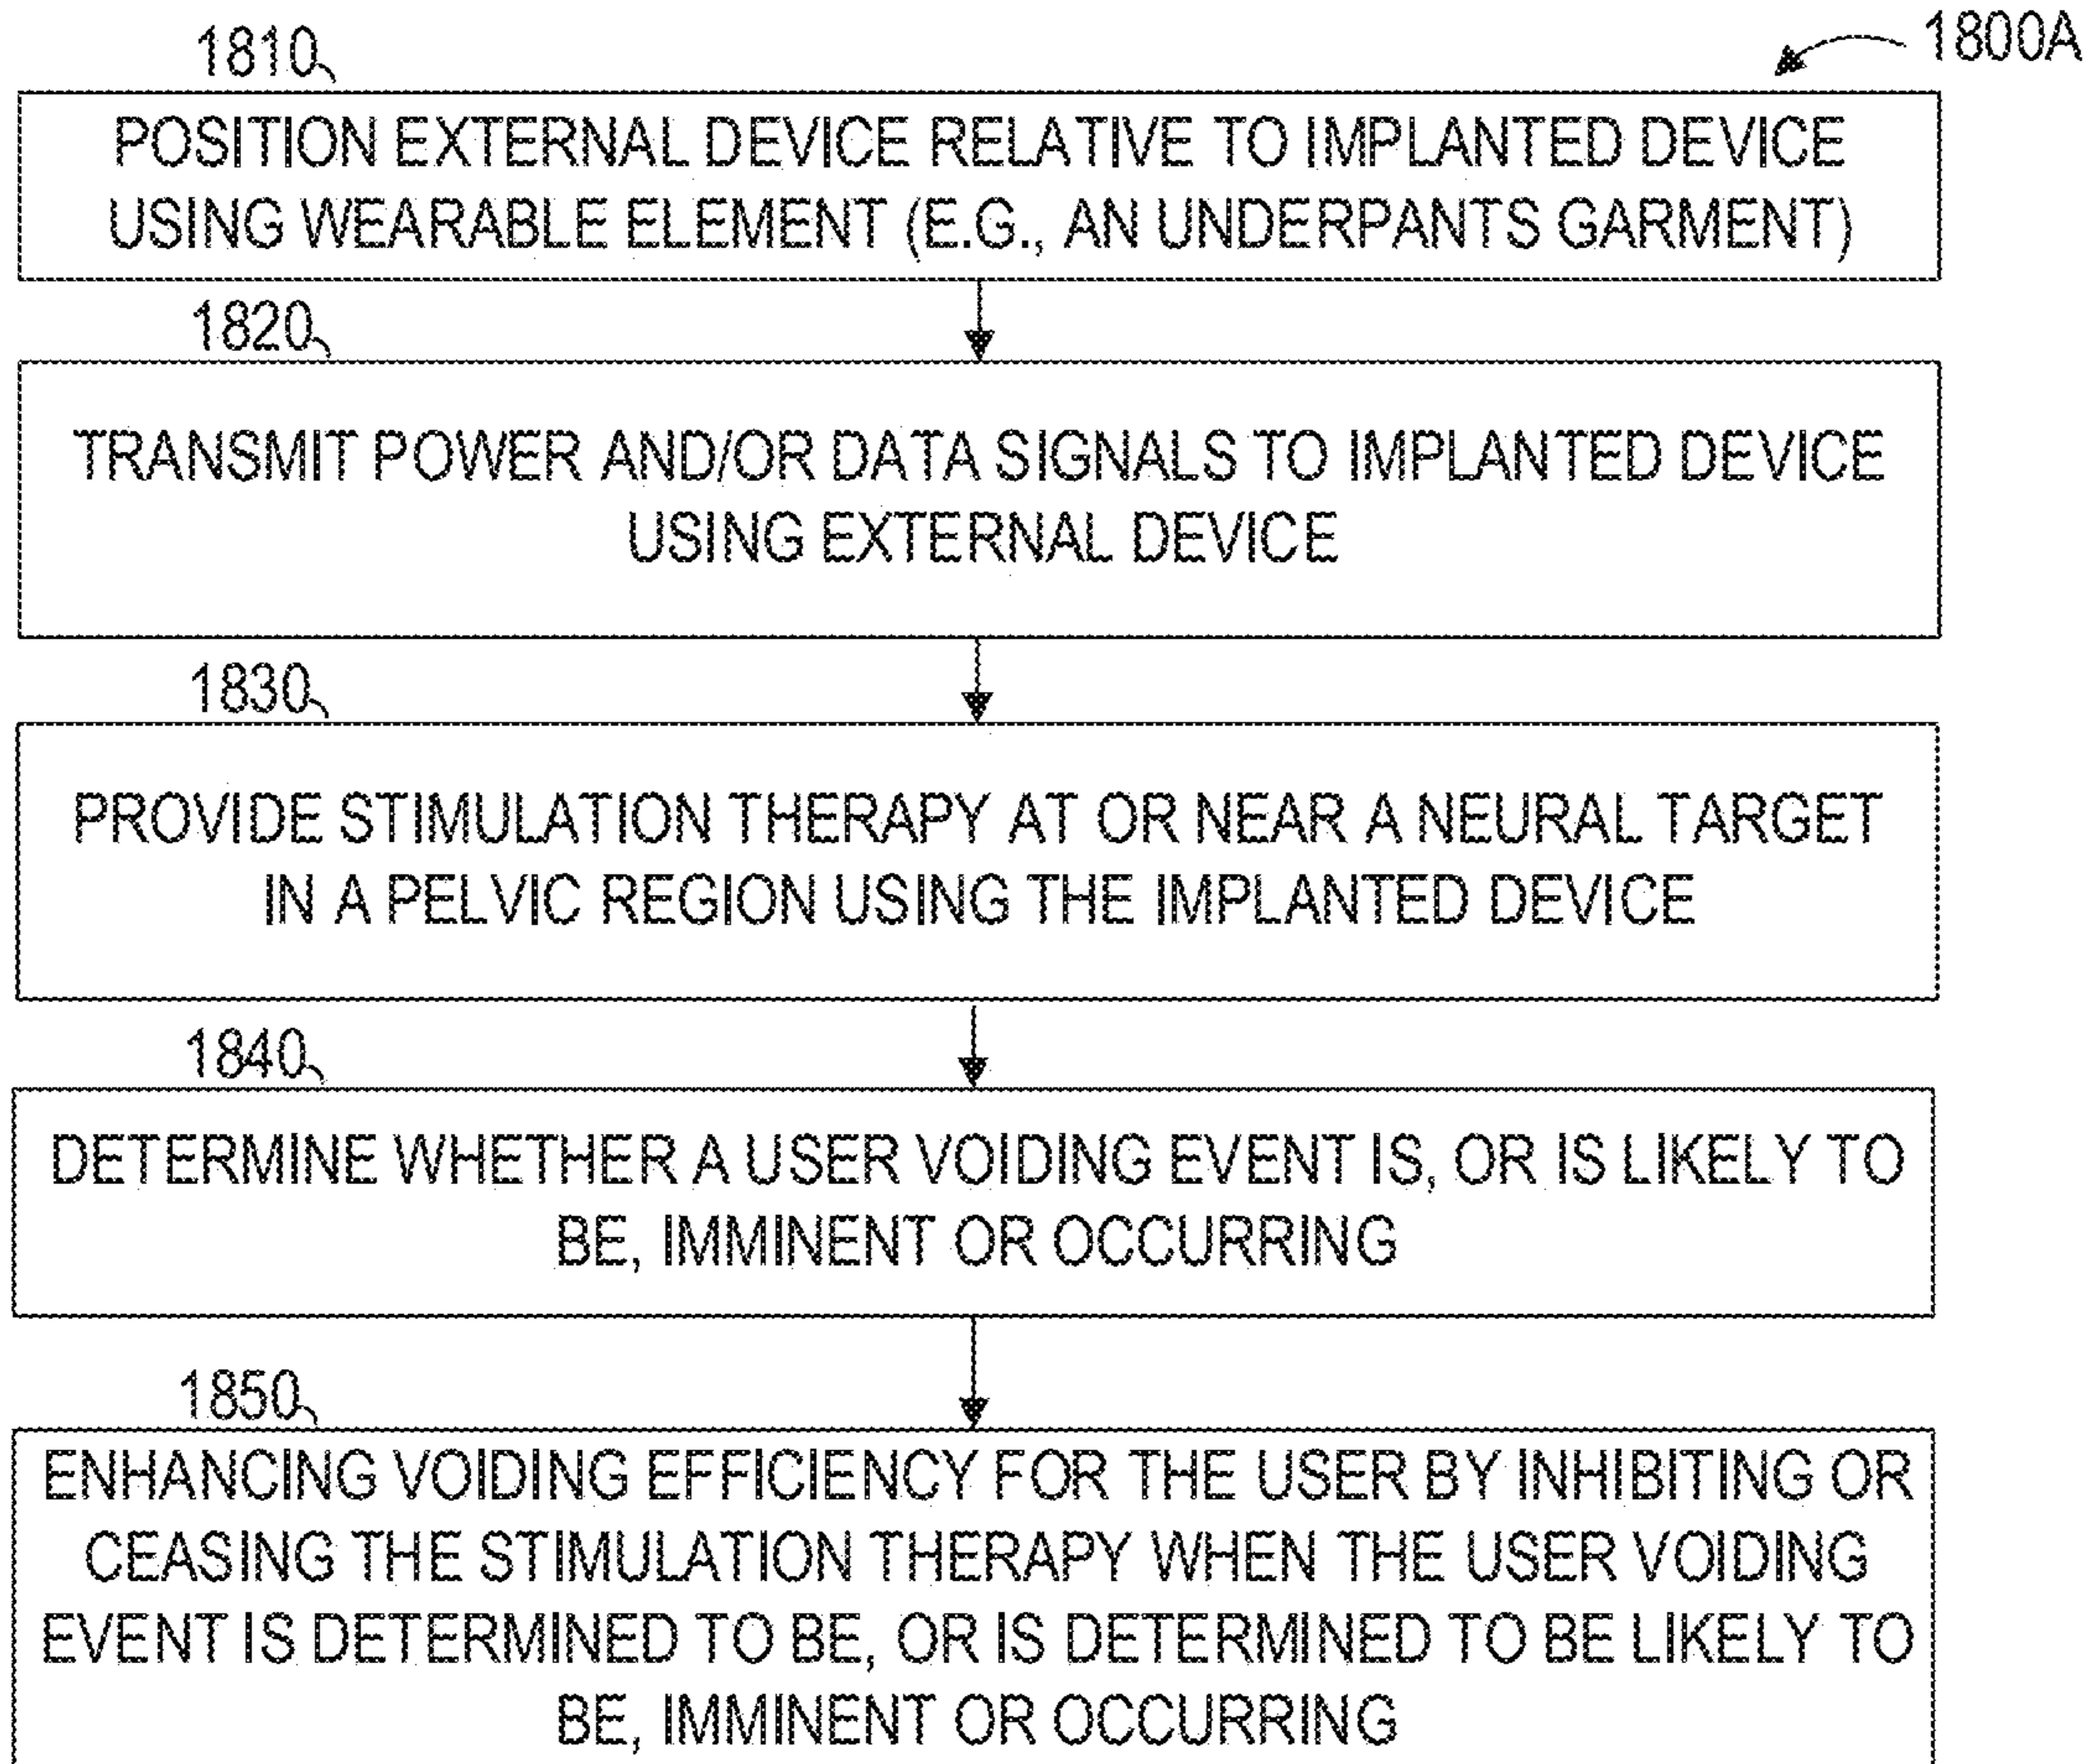 1810
1800A
POSITION EXTERNAL DEVICE RELATIVE TO IMPLANTED DEVICE
USING WEARABLE ELEMENT (E.G., AN UNDERPANTS GARMENT)
1820
TRANSMIT POWER AND/OR DATA SIGNALS TO IMPLANTED DEVICE
USING EXTERNAL DEVICE
1830
PROVIDE STIMULATION THERAPY AT OR NEAR A NEURAL TARGET
IN A PELVIC REGION USING THE IMPLANTED DEVICE
1840
DETERMINE WHETHER A USER VOIDING EVENT IS, OR IS LIKELY TO
BE, IMMINENT OR OCCURRING
1850
ENHANCING VOIDING EFFICIENCY FOR THE USER BY INHIBITING OR
CEASING THE STIMULATION THERAPY WHEN THE USER VOIDING
EVENT IS DETERMINED TO BE, OR IS DETERMINED TO BE LIKELY TO
BE, IMMINENT OR OCCURRING